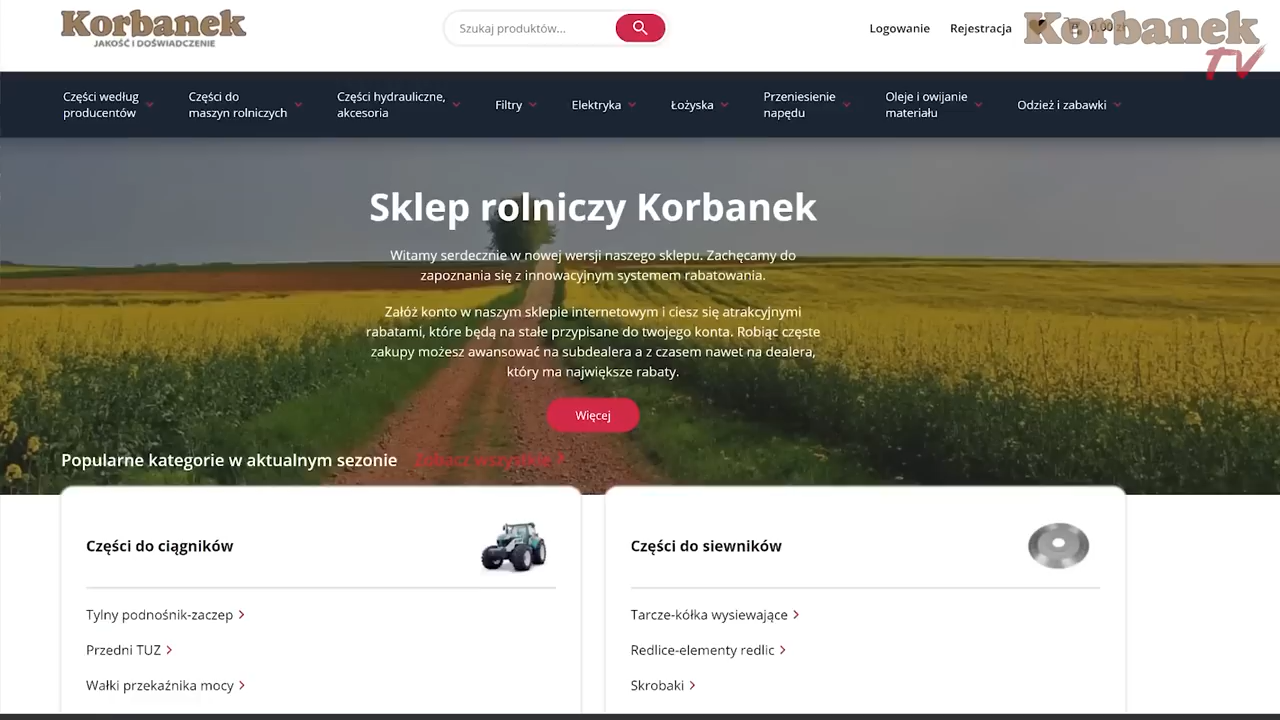 Korbanek
JAKOŚĆ I DOŚWIADCZENIE
Szukaj produktów...
Logowanie
Rejestracja
0,00
Korbanek
TV
Części według
producentów
Części do
maszyn rolniczych
Części hydrauliczne,
akcesoria
Filtry
Elektryka
Łożyska
Przeniesienie
napędu
Oleje i owijanie
materiału
Odzież i zabawki
Sklep rolniczy Korbanek
Witamy serdecznie w nowej wersji naszego sklepu. Zachęcamy do
zapoznania się z innowacyjnym systemem rabatowania.
Załóż konto w naszym sklepie internetowym i ciesz się atrakcyjnymi
rabatami, które będą na stałe przypisane do twojego konta. Robiąc częste
zakupy możesz awansować na subdealera a z czasem nawet na dealera,
który ma największe rabaty.
Więcej
Popularne kategorie w aktualnym sezonie Zobacz wszystkie
Części do ciągników
Tylny podnośnik-zaczep
Przedni TUZ
Wałki przekaźnika mocy
Części do siewników
Tarcze-kółka wysiewające
Redlice-elementy redlic
Skrobaki